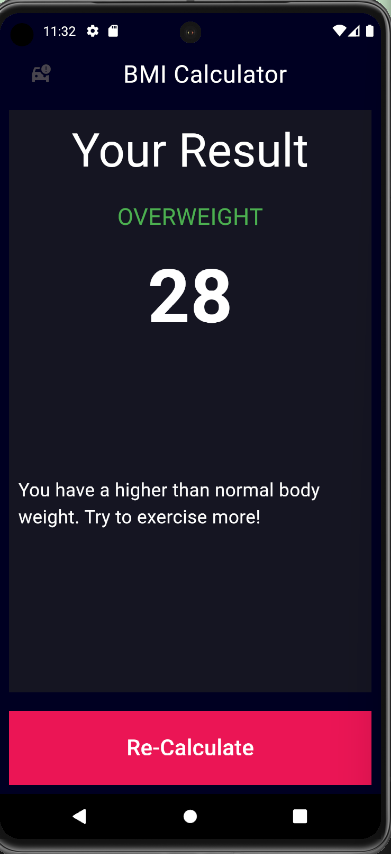 11:32
BMI Calculator
Your Result
OVERWEIGHT
28
You have a higher than normal body
weight. Try to exercise more!
Re-Calculate